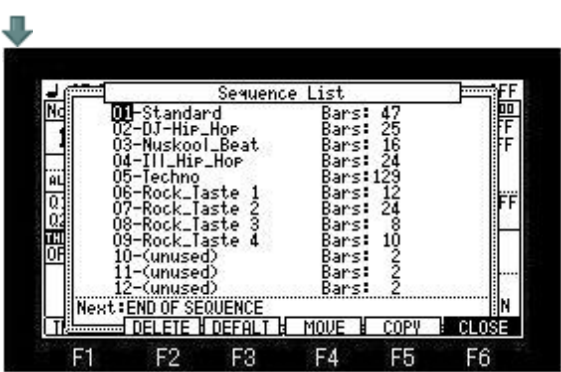 Sequence List
01-Standard Bars: 47
02-DJ-Hip_Hop Bars: 25
03-Nuskool_Beat Bars: 16
04-Ill_Hip_Hop Bars: 24
05-Techno Bars:129
06-Rock_Taste 1 Bars: 12
07-Rock_Taste 2 Bars: 24
08-Rock_Taste 3 Bars: 8
09-Rock_Taste 4 Bars: 10
10-(unused) Bars: 2
11-(unused) Bars: 2
12-(unused) Bars: 2
Next:END OF SEQUENCE
DELETE DEFALT MOVE COPY CLOSE
F1 F2 F3 F4 F5 F6